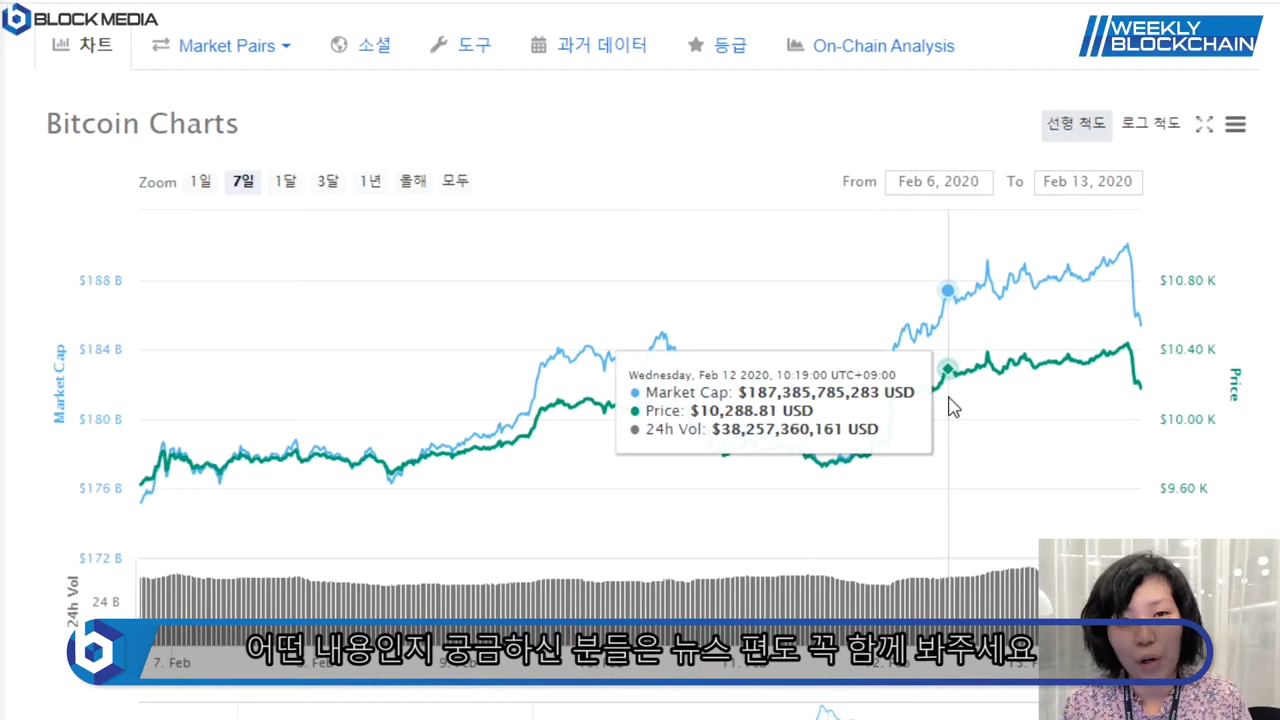 BLOCK MEDIA
WEEKLY
BLOCKCHAIN
차트
Market Pairs
소셜
도구
과거 데이터
등급
On-Chain Analysis
Bitcoin Charts
선형 척도
로그 척도
Zoom
1일
7일
1달
3달
1년
올해
모두
From
Feb 6, 2020
To
Feb 13, 2020
$188 B
$184 B
$180 B
$176 B
$172 B
Market Cap
$10.80 K
$10.40 K
$10.00 K
$9.60 K
Price
Wednesday, Feb 12 2020, 10:19:00 UTC+09:00
Market Cap: $187,385,785,283 USD
Price: $10,288.81 USD
24h Vol: $38,257,360,161 USD
24h Vol
24 B
7. Feb
어떤 내용인지 궁금하신 분들은 뉴스 편도 꼭 함께 봐주세요